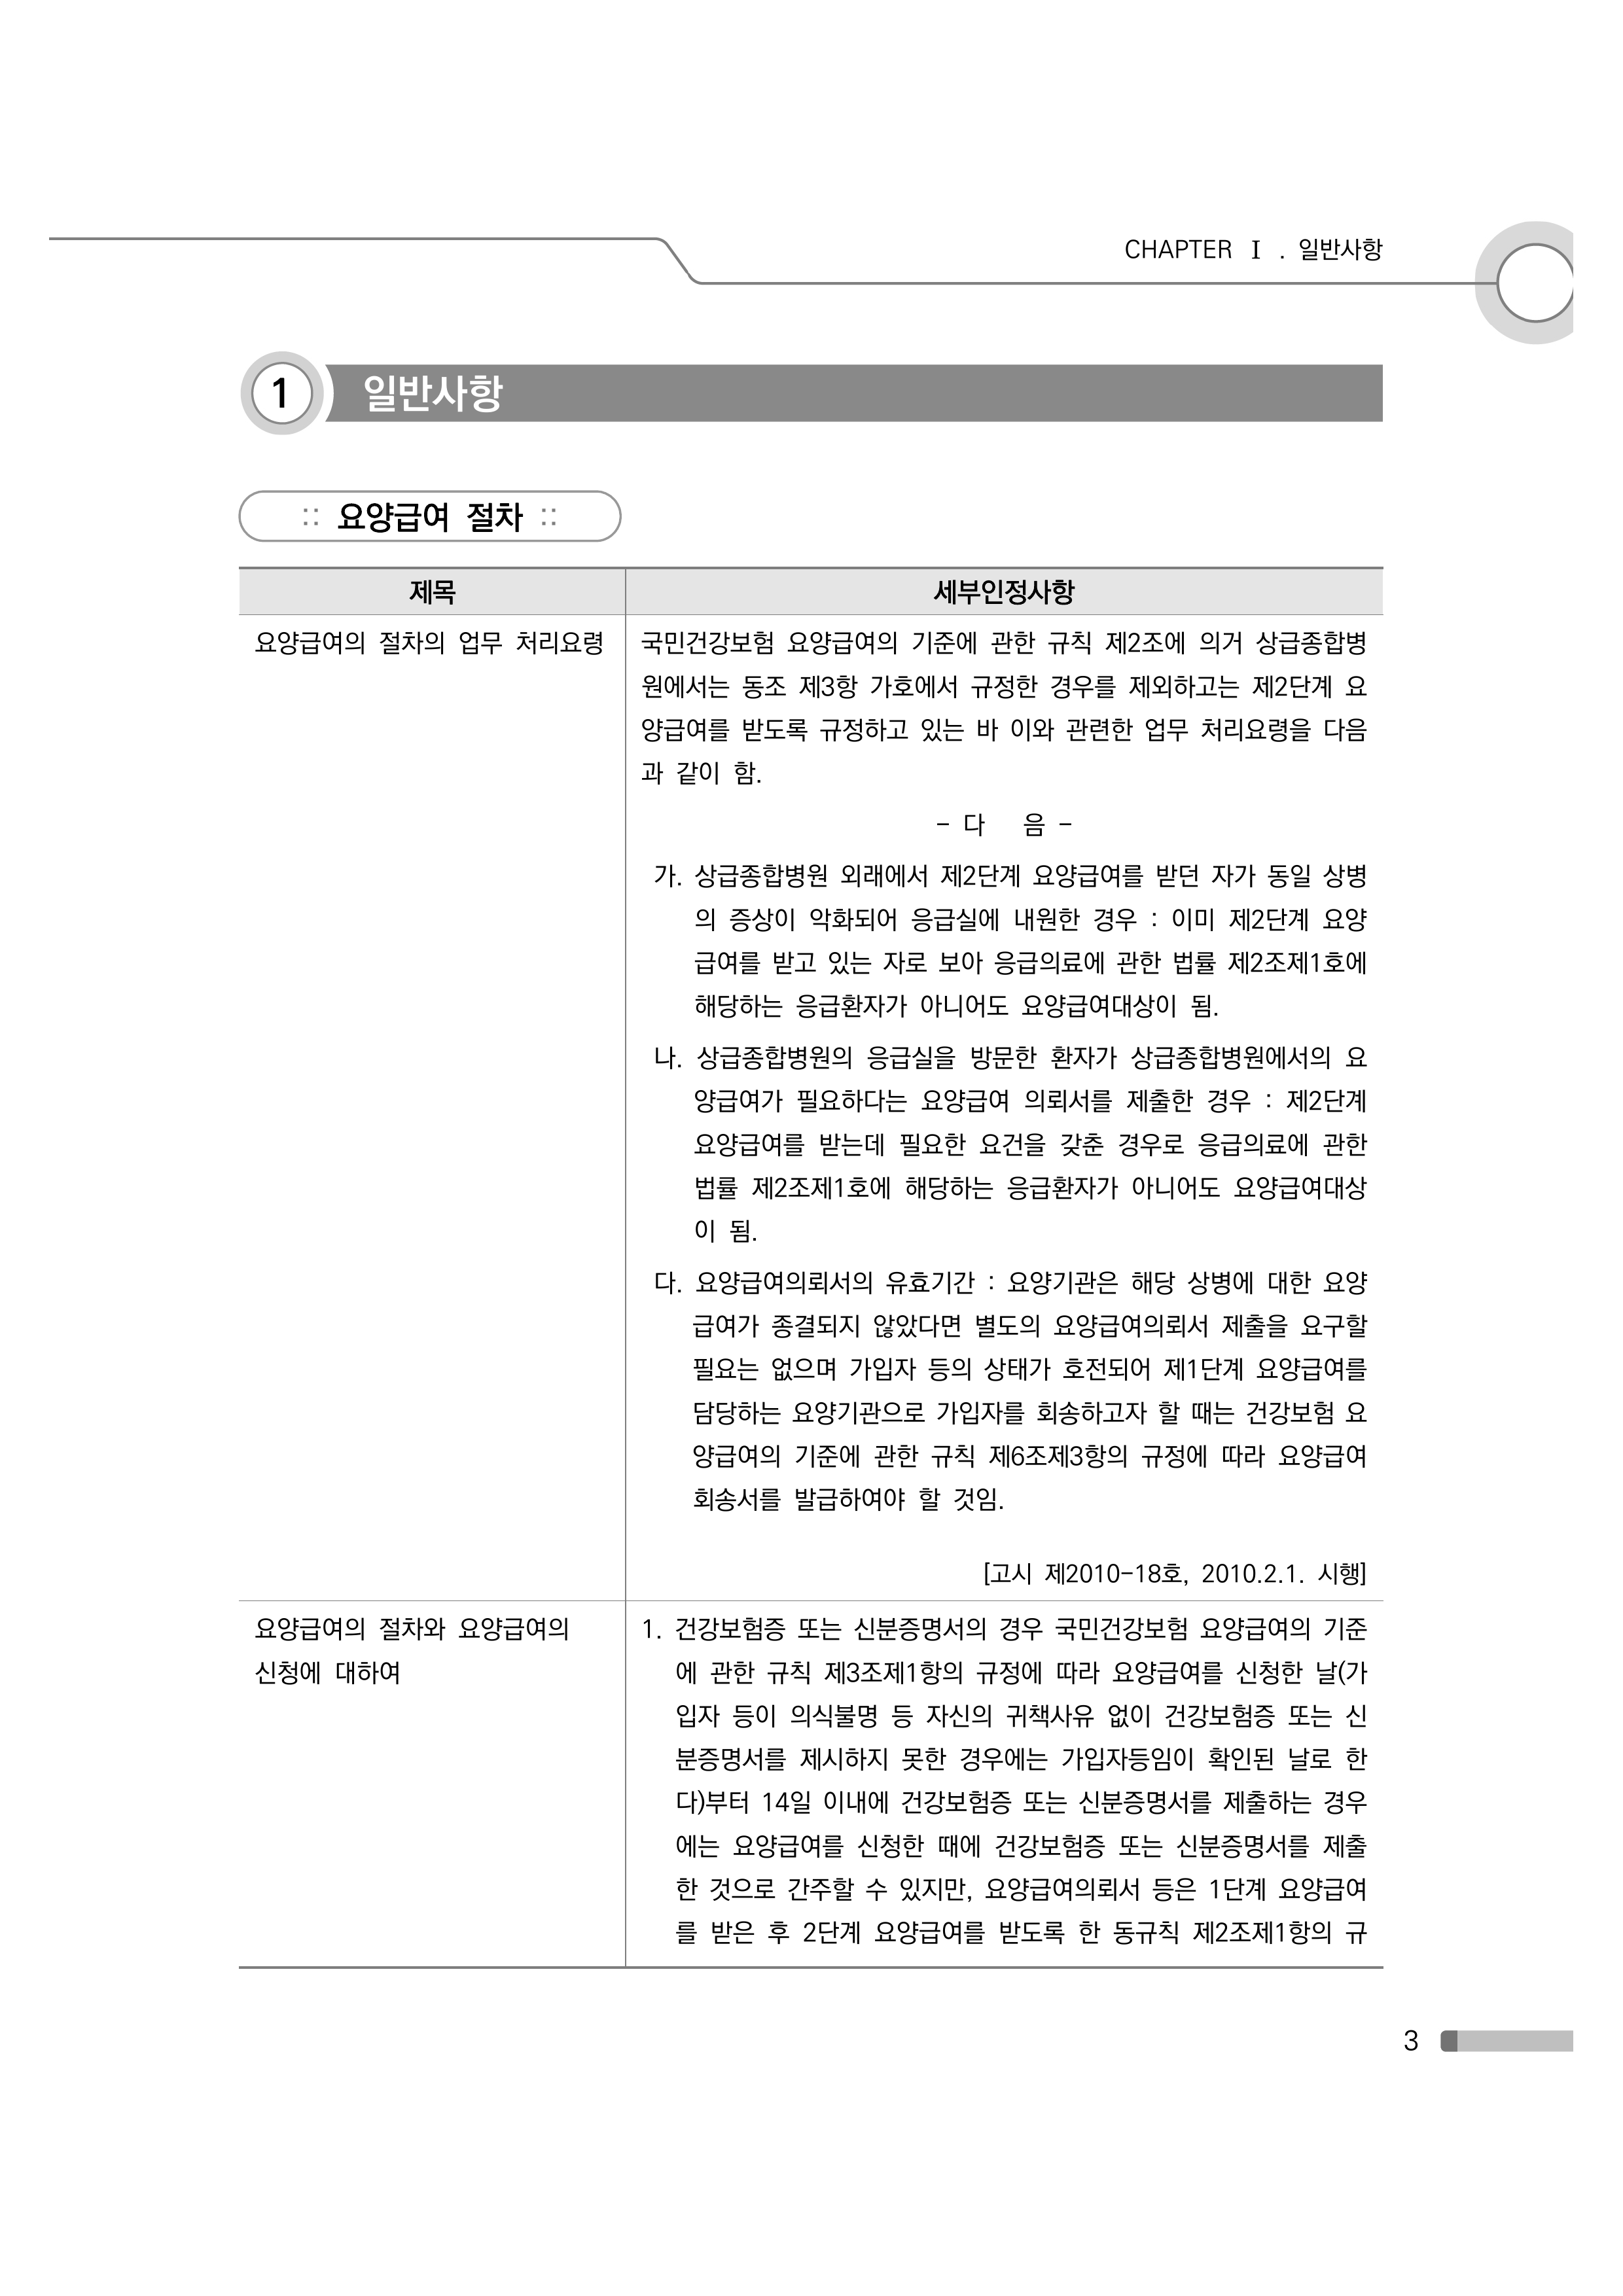 CHAPTER Ⅰ. 일반사항
1 일반사항
:: 요양급여 절차 ::
제목 세부인정사항
요양급여의 절차의 업무 처리요령
국민건강보험 요양급여의 기준에 관한 규칙 제2조에 의거 상급종합병
원에서는 동조 제3항 가호에서 규정한 경우를 제외하고는 제2단계 요
양급여를 받도록 규정하고 있는 바 이와 관련한 업무 처리요령을 다음
과 같이 함.
- 다 음 -
가. 상급종합병원 외래에서 제2단계 요양급여를 받던 자가 동일 상병
의 증상이 악화되어 응급실에 내원한 경우 : 이미 제2단계 요양
급여를 받고 있는 자로 보아 응급의료에 관한 법률 제2조제1호에
해당하는 응급환자가 아니어도 요양급여대상이 됨.
나. 상급종합병원의 응급실을 방문한 환자가 상급종합병원에서의 요
양급여가 필요하다는 요양급여 의뢰서를 제출한 경우 : 제2단계
요양급여를 받는데 필요한 요건을 갖춘 경우로 응급의료에 관한
법률 제2조제1호에 해당하는 응급환자가 아니어도 요양급여대상
이 됨.
다. 요양급여의뢰서의 유효기간 : 요양기관은 해당 상병에 대한 요양
급여가 종결되지 않았다면 별도의 요양급여의뢰서 제출을 요구할
필요는 없으며 가입자 등의 상태가 호전되어 제1단계 요양급여를
담당하는 요양기관으로 가입자를 회송하고자 할 때는 건강보험 요
양급여의 기준에 관한 규칙 제6조제3항의 규정에 따라 요양급여
회송서를 발급하여야 할 것임.
[고시 제2010-18호, 2010.2.1. 시행]
요양급여의 절차와 요양급여의
신청에 대하여
1. 건강보험증 또는 신분증명서의 경우 국민건강보험 요양급여의 기준
에 관한 규칙 제3조제1항의 규정에 따라 요양급여를 신청한 날(가
입자 등이 의식불명 등 자신의 귀책사유 없이 건강보험증 또는 신
분증명서를 제시하지 못한 경우에는 가입자등임이 확인된 날로 한
다)부터 14일 이내에 건강보험증 또는 신분증명서를 제출하는 경우
에는 요양급여를 신청한 때에 건강보험증 또는 신분증명서를 제출
한 것으로 간주할 수 있지만, 요양급여의뢰서 등은 1단계 요양급여
를 받은 후 2단계 요양급여를 받도록 한 동규칙 제2조제1항의 규
3